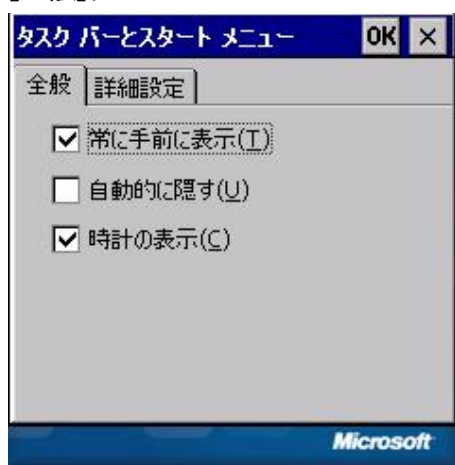 タスク バーとスタート メニュー OK ×
全般 詳細設定
常に手前に表示(T)
自動的に隠す(U)
時計の表示(C)
Microsoft